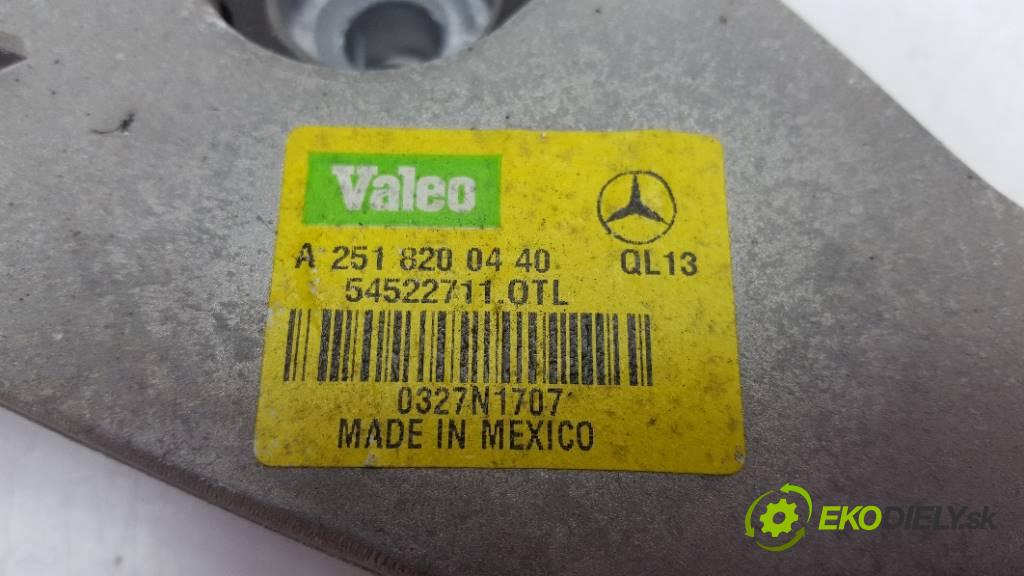 Valeo
A 251 820 04 40 QL13
54522711.OTL
0327N1707
MADE IN MEXICO
EKODIELY.sk